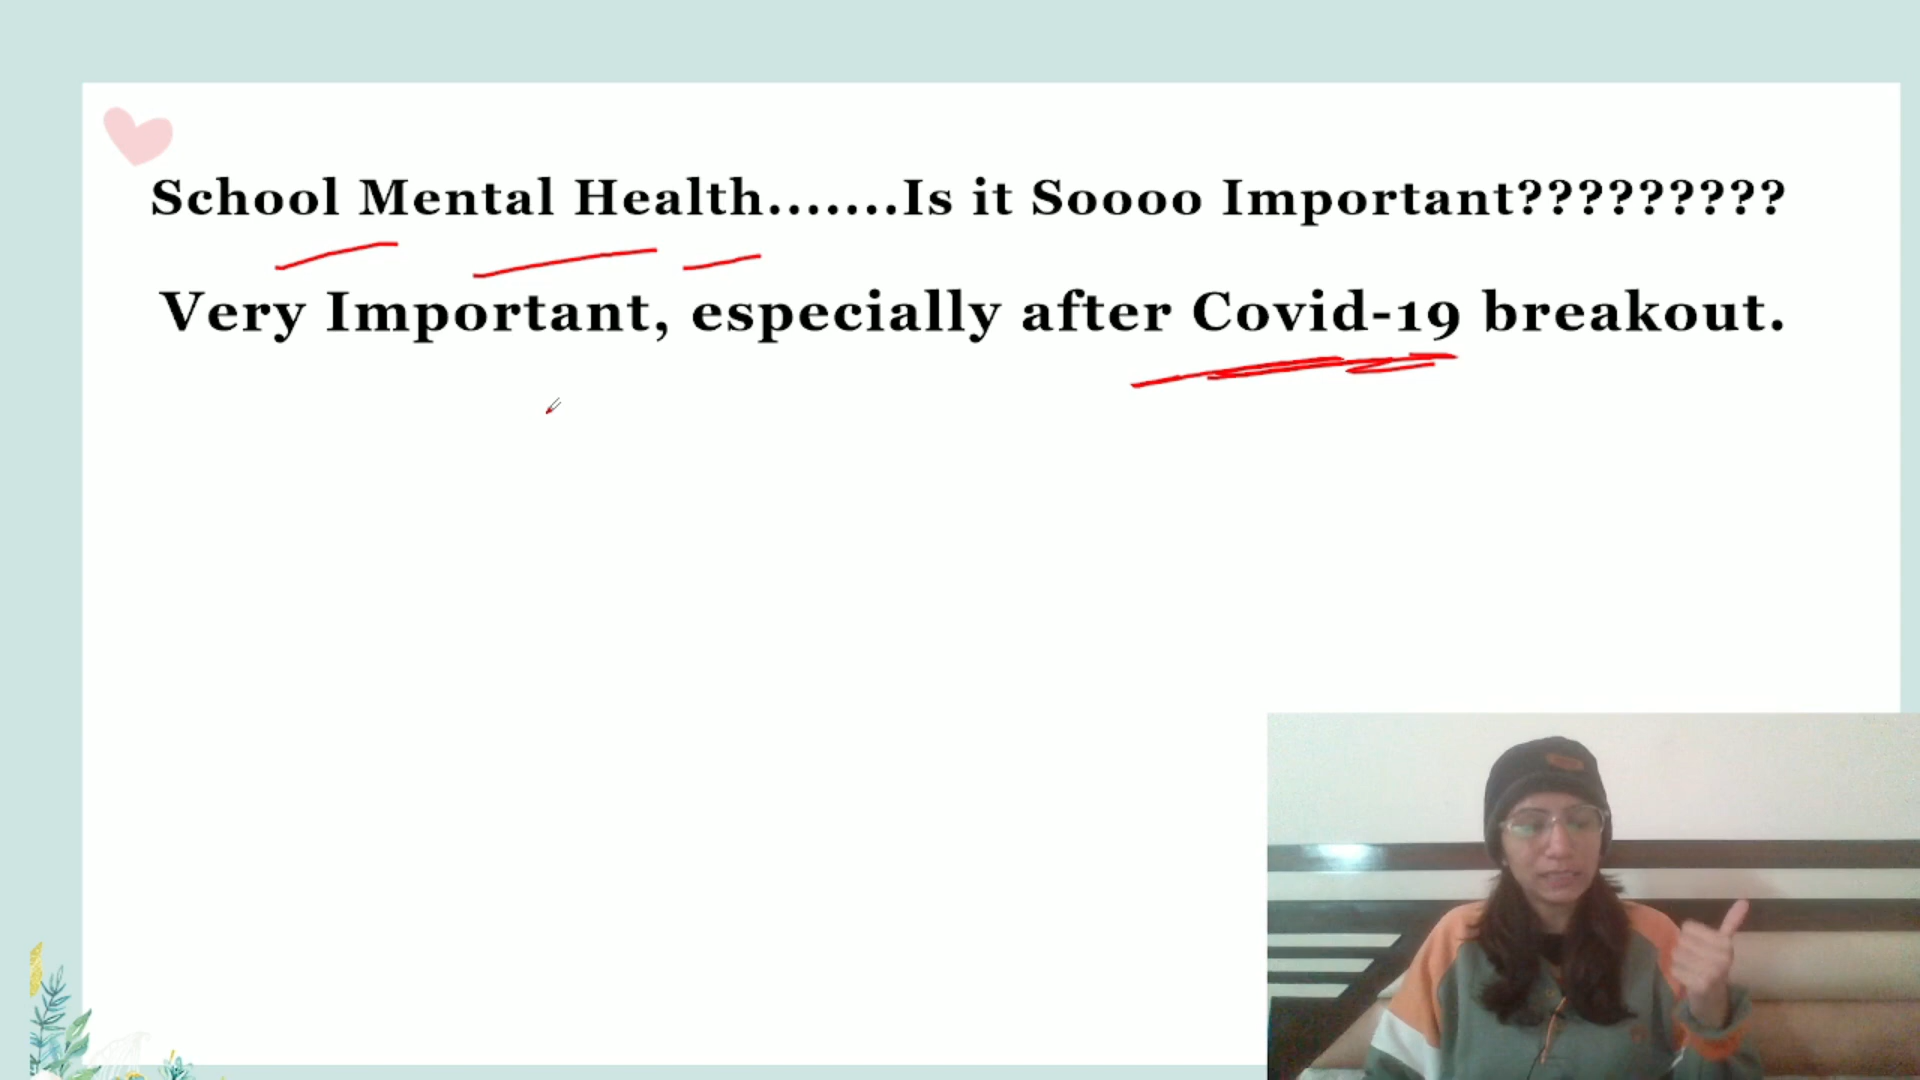 School Mental Health.......Is it Soooo Important?????????
Very Important, especially after Covid-19 breakout.